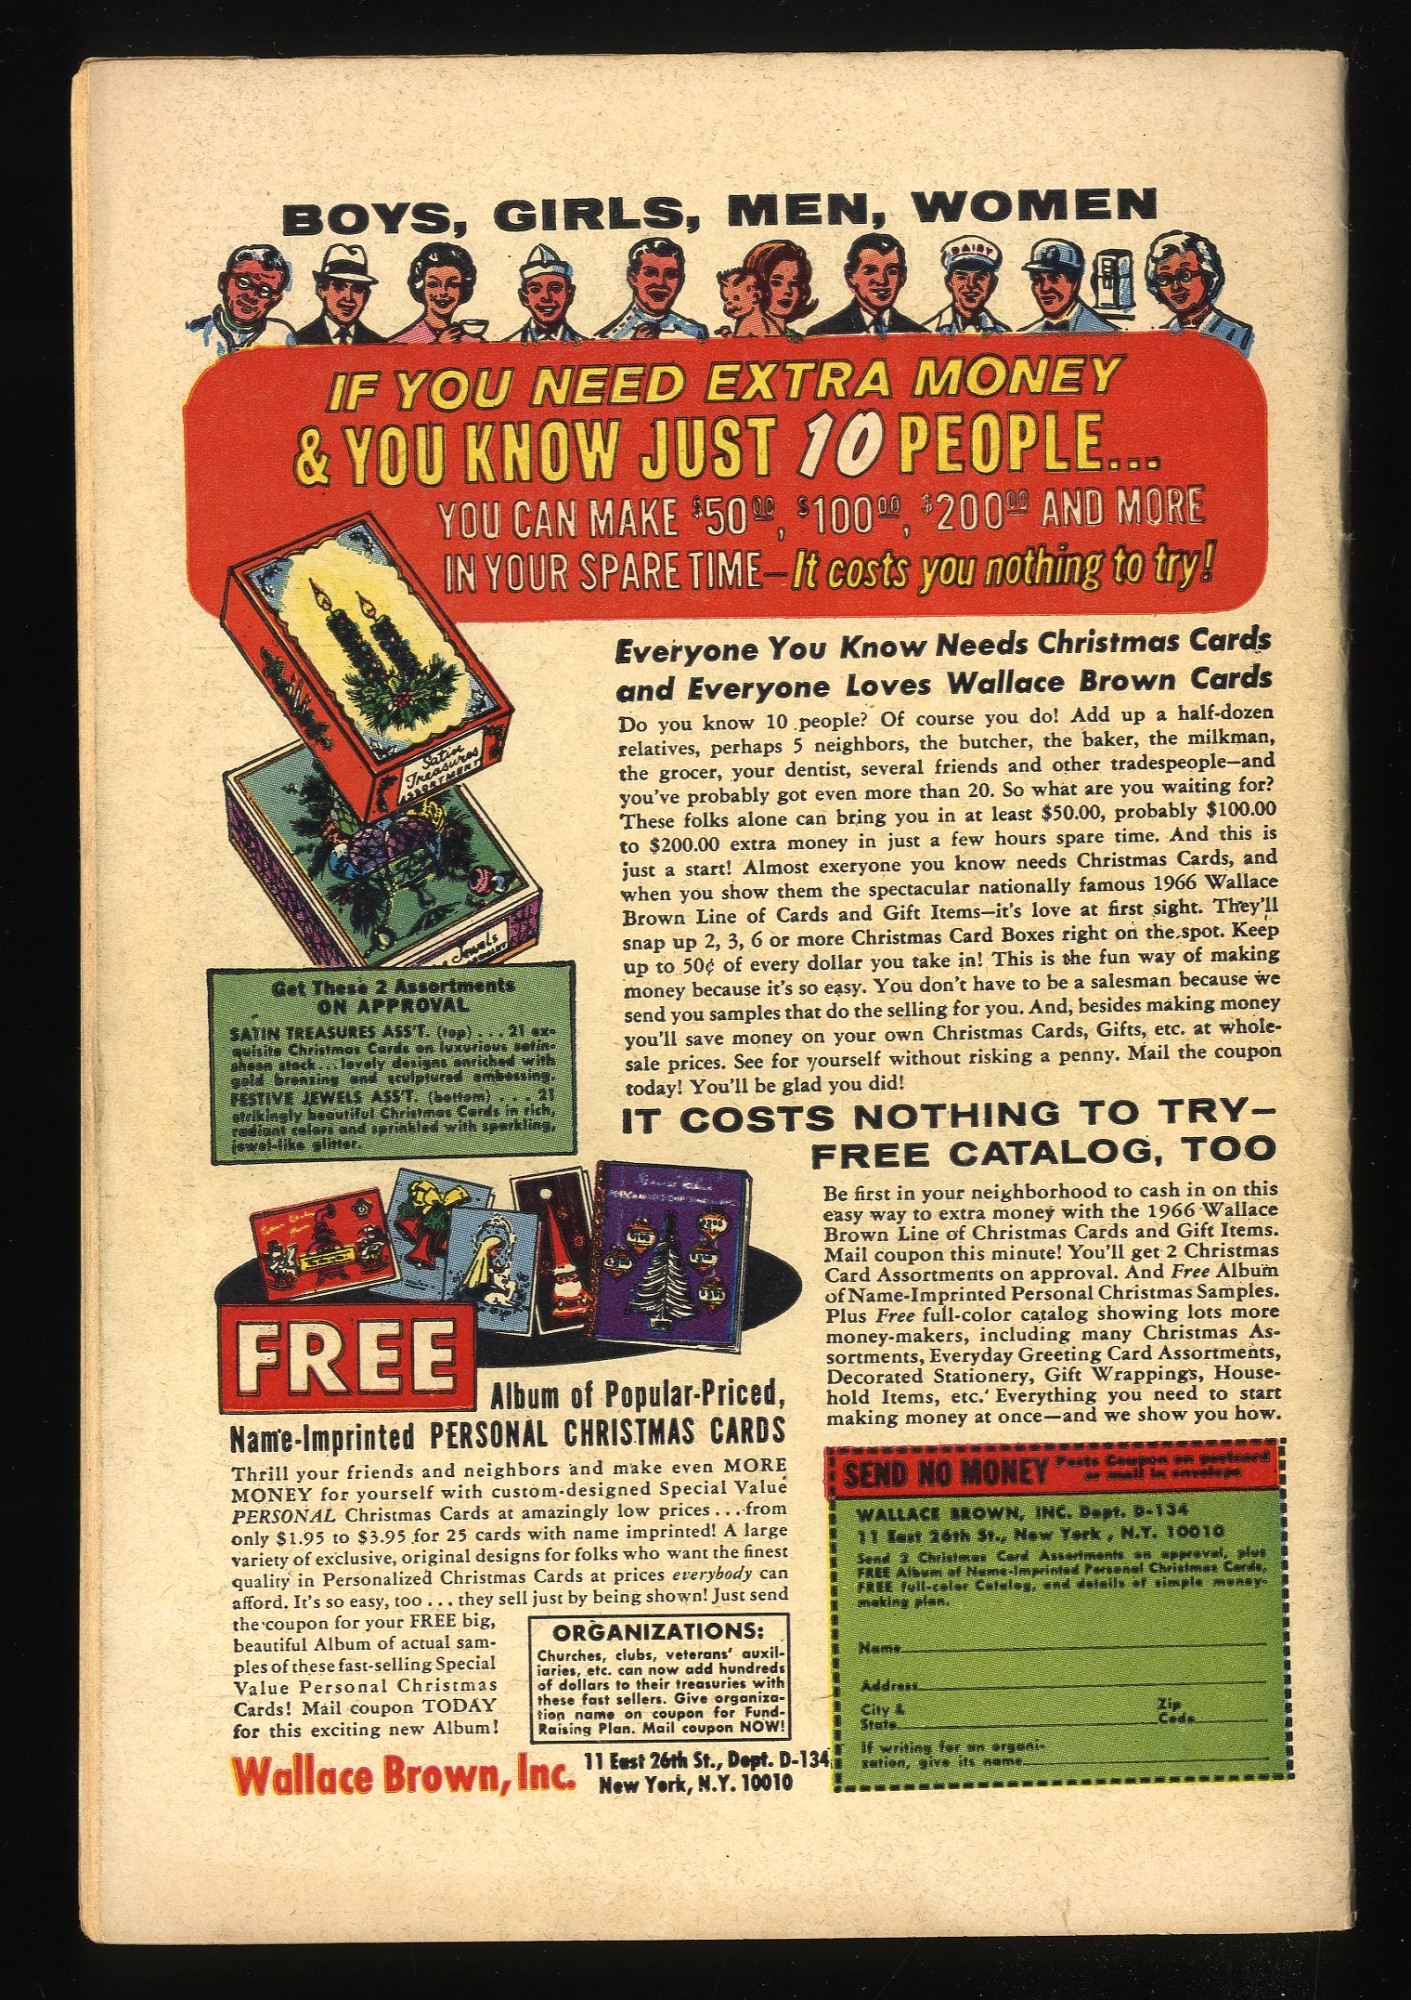 BOYS, GIRLS, MEN, WOMEN
DAIRY
IF YOU NEED EXTRA MONEY
& YOU KNOW JUST 10 PEOPLE...
YOU CAN MAKE $50.00, $100.00, $200.00 AND MORE
IN YOUR SPARE TIME—It costs you nothing to try!
Satin
Treasures
ASSORTMENT
Jewels
Get These 2 Assortments
ON APPROVAL
SATIN TREASURES ASS'T. (top) . . . 21 ex-
quisite Christmas Cards on luxurious satin-
sheen stock...lovely designs enriched with
gold bronzing and sculptured embossing.
FESTIVE JEWELS ASS'T. (bottom) . . . 21
strikingly beautiful Christmas Cards in rich,
radiant colors and sprinkled with sparkling,
jewel-like glitter.
Everyone You Know Needs Christmas Cards
and Everyone Loves Wallace Brown Cards
Do you know 10 people? Of course you do! Add up a half-dozen
relatives, perhaps 5 neighbors, the butcher, the baker, the milkman,
the grocer, your dentist, several friends and other tradespeople—and
you've probably got even more than 20. So what are you waiting for?
These folks alone can bring you in at least $50.00, probably $100.00
to $200.00 extra money in just a few hours spare time. And this is
just a start! Almost exeryone you know needs Christmas Cards, and
when you show them the spectacular nationally famous 1966 Wallace
Brown Line of Cards and Gift Items—it's love at first sight. They'll
snap up 2, 3, 6 or more Christmas Card Boxes right on the spot. Keep
up to 50¢ of every dollar you take in! This is the fun way of making
money because it's so easy. You don't have to be a salesman because we
send you samples that do the selling for you. And, besides making money
you'll save money on your own Christmas Cards, Gifts, etc. at whole-
sale prices. See for yourself without risking a penny. Mail the coupon
today! You'll be glad you did!
IT COSTS NOTHING TO TRY—
FREE CATALOG, TOO
Be first in your neighborhood to cash in on this
easy way to extra money with the 1966 Wallace
Brown Line of Christmas Cards and Gift Items.
Mail coupon this minute! You'll get 2 Christmas
Card Assortments on approval. And Free Album
of Name-Imprinted Personal Christmas Samples.
Plus Free full-color catalog showing lots more
money-makers, including many Christmas As-
sortments, Everyday Greeting Card Assortments,
Decorated Stationery, Gift Wrappings, House-
hold Items, etc. Everything you need to start
making money at once—and we show you how.
FREE
Album of Popular-Priced,
Name-Imprinted PERSONAL CHRISTMAS CARDS
Thrill your friends and neighbors and make even MORE
MONEY for yourself with custom-designed Special Value
PERSONAL Christmas Cards at amazingly low prices . . . from
only $1.95 to $3.95 for 25 cards with name imprinted! A large
variety of exclusive, original designs for folks who want the finest
quality in Personalized Christmas Cards at prices everybody can
afford. It's so easy, too . . . they sell just by being shown! Just send
the coupon for your FREE big,
beautiful Album of actual sam-
ples of these fast-selling Special
Value Personal Christmas
Cards! Mail coupon TODAY
for this exciting new Album!
ORGANIZATIONS:
Churches, clubs, veterans' auxil-
iaries, etc. can now add hundreds
of dollars to their treasuries with
these fast sellers. Give organiza-
tion name on coupon for Fund-
Raising Plan. Mail coupon NOW!
Wallace Brown, Inc.
11 East 26th St., Dept. D-134
New York, N.Y. 10010
SEND NO MONEY
Paste Coupon on postcard
or mail in envelope
WALLACE BROWN, INC. Dept. D-134
11 East 26th St., New York , N.Y. 10010
Send 2 Christmas Card Assortments on approval, plus
FREE Album of Name-Imprinted Personal Christmas Cards,
FREE full-color Catalog, and details of simple money-
making plan.
Name
Address
City &
State
Zip
Code
If writing for an organi-
zation, give its name